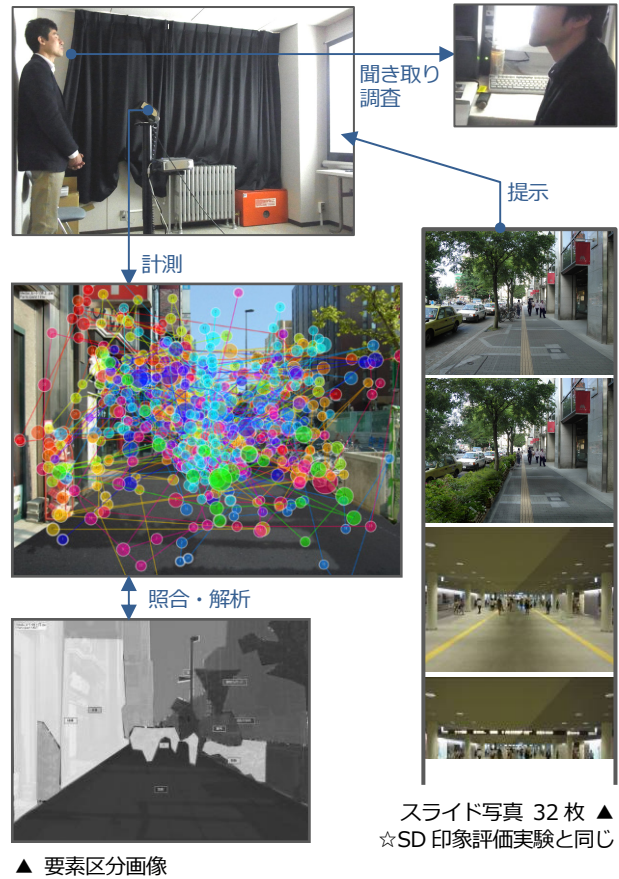 聞き取り
調査
提示
計測
照合・解析
スライド写真 32 枚 ▲
☆SD 印象評価実験と同じ
▲ 要素区分画像